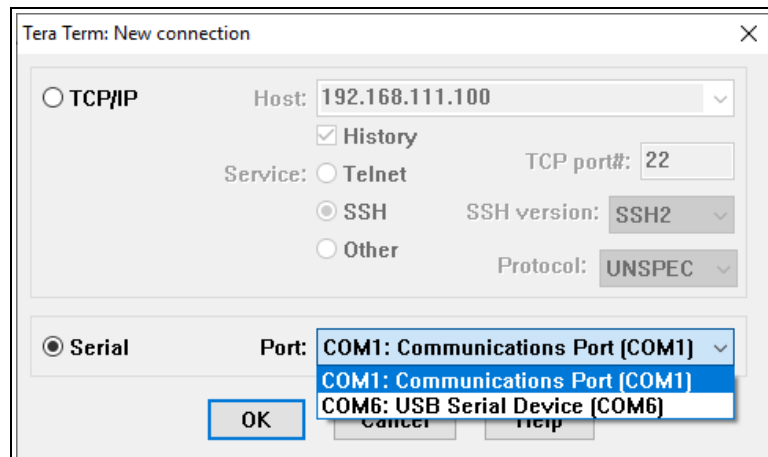 Tera Term: New connection
TCP/IP
Host: 192.168.111.100
History
Service: Telnet
TCP port#: 22
SSH
SSH version: SSH2
Other
Protocol: UNSPEC
Serial
Port: COM1: Communications Port (COM1)
COM1: Communications Port (COM1)
COM6: USB Serial Device (COM6)
OK
Cancel
Help